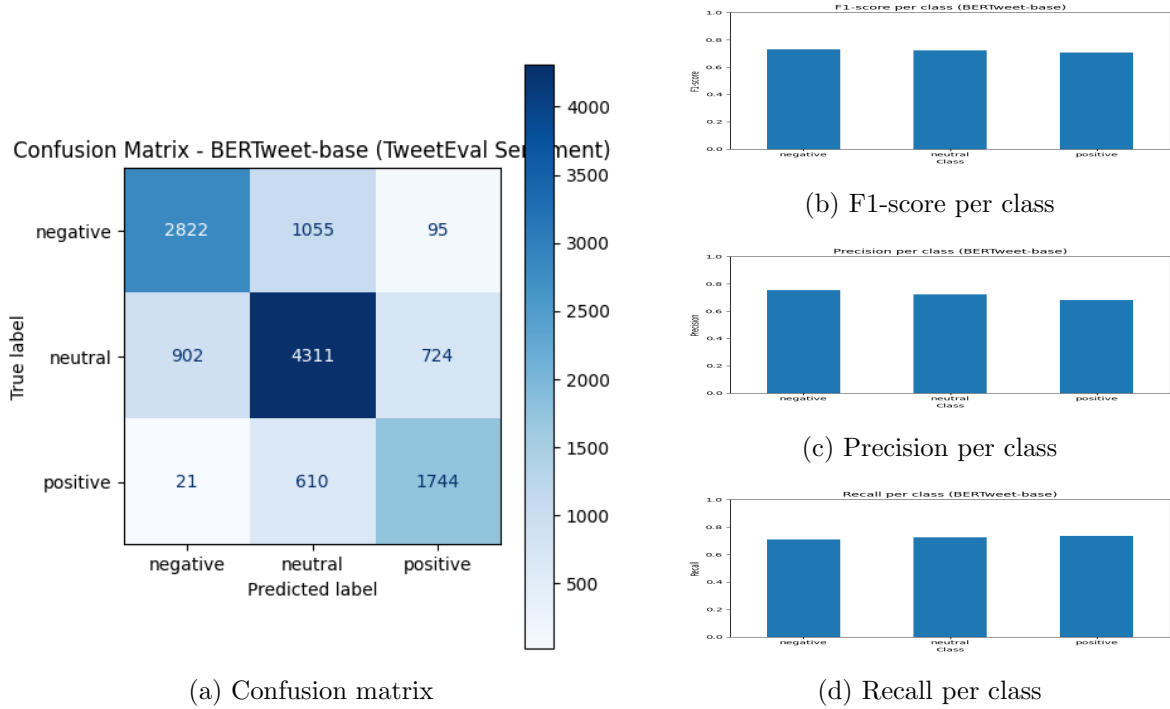 Confusion Matrix - BERTweet-base (TweetEval Sentiment)
True label
negative
2822 1055 95
neutral
902 4311 724
positive
21 610 1744
negative neutral positive
Predicted label
4000
3500
3000
2500
2000
1500
1000
500
(a) Confusion matrix
F1-score per class (BERTweet-base)
F1-score
1.0
0.8
0.6
0.4
0.2
0.0
negative neutral positive
Class
(b) F1-score per class
Precision per class (BERTweet-base)
Precision
1.0
0.8
0.6
0.4
0.2
0.0
negative neutral positive
Class
(c) Precision per class
Recall per class (BERTweet-base)
Recall
1.0
0.8
0.6
0.4
0.2
0.0
negative neutral positive
Class
(d) Recall per class